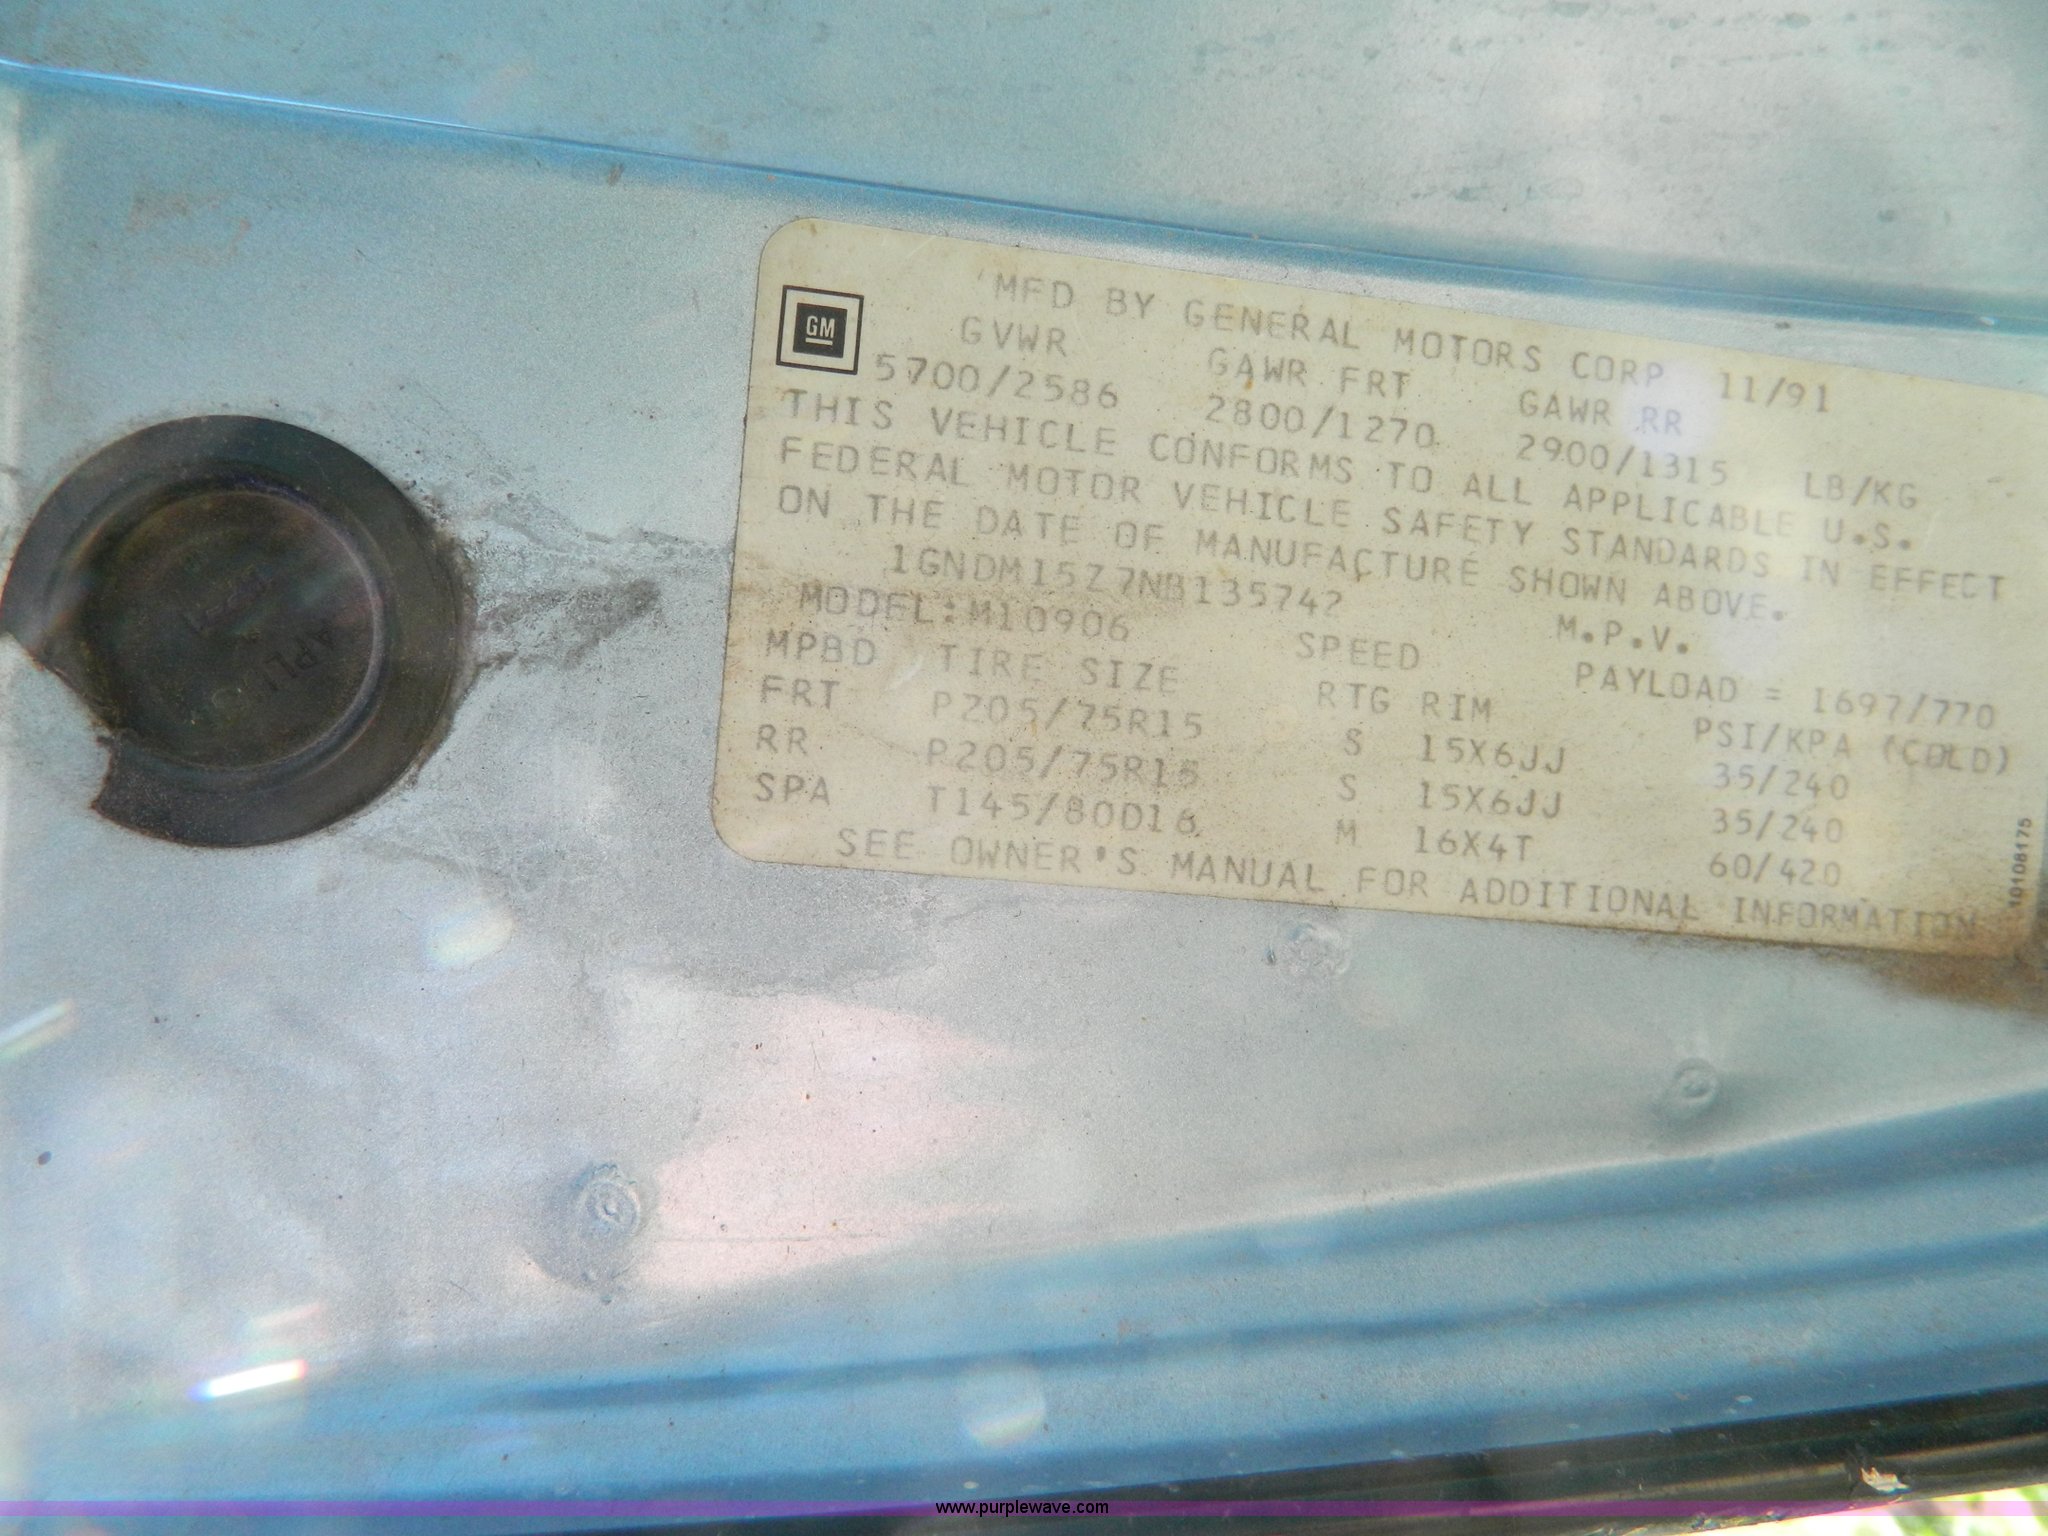 GM
MFD BY GENERAL MOTORS CORP 11/91
GVWR GAWR FRT GAWR RR
5700/2586 2800/1270 2900/1315 LB/KG
THIS VEHICLE CONFORMS TO ALL APPLICABLE U.S.
FEDERAL MOTOR VEHICLE SAFETY STANDARDS IN EFFECT
ON THE DATE OF MANUFACTURE SHOWN ABOVE.
1GNDM15Z7NB135742 M.P.V.
MODEL:M10906 SPEED PAYLOAD = 1697/770
MPBD TIRE SIZE RTG RIM PSI/KPA (COLD)
FRT P205/75R15 S 15X6JJ 35/240
RR P205/75R15 S 15X6JJ 35/240
SPA T145/80D16 M 16X4T 60/420
SEE OWNER'S MANUAL FOR ADDITIONAL INFORMATION
10108175
www.purplewave.com